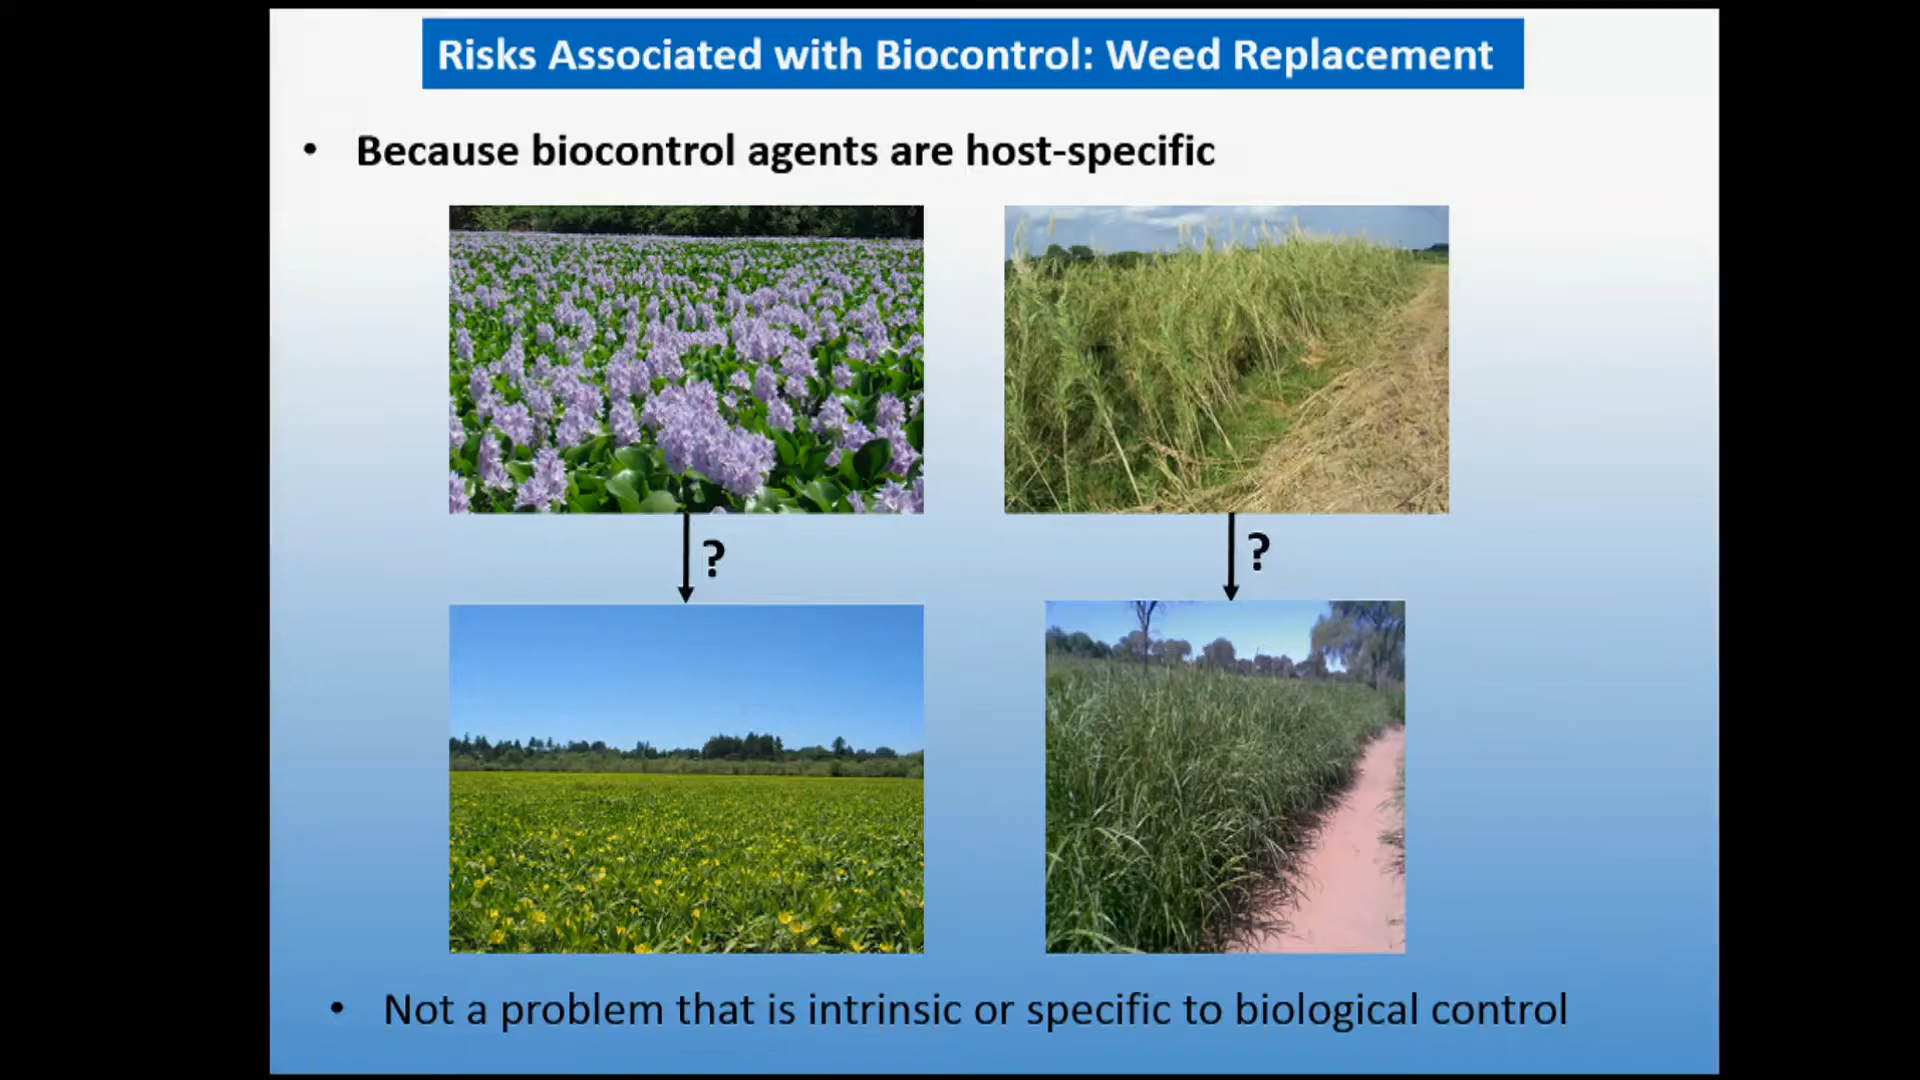 Risks Associated with Biocontrol: Weed Replacement
• Because biocontrol agents are host-specific
?
?
• Not a problem that is intrinsic or specific to biological control